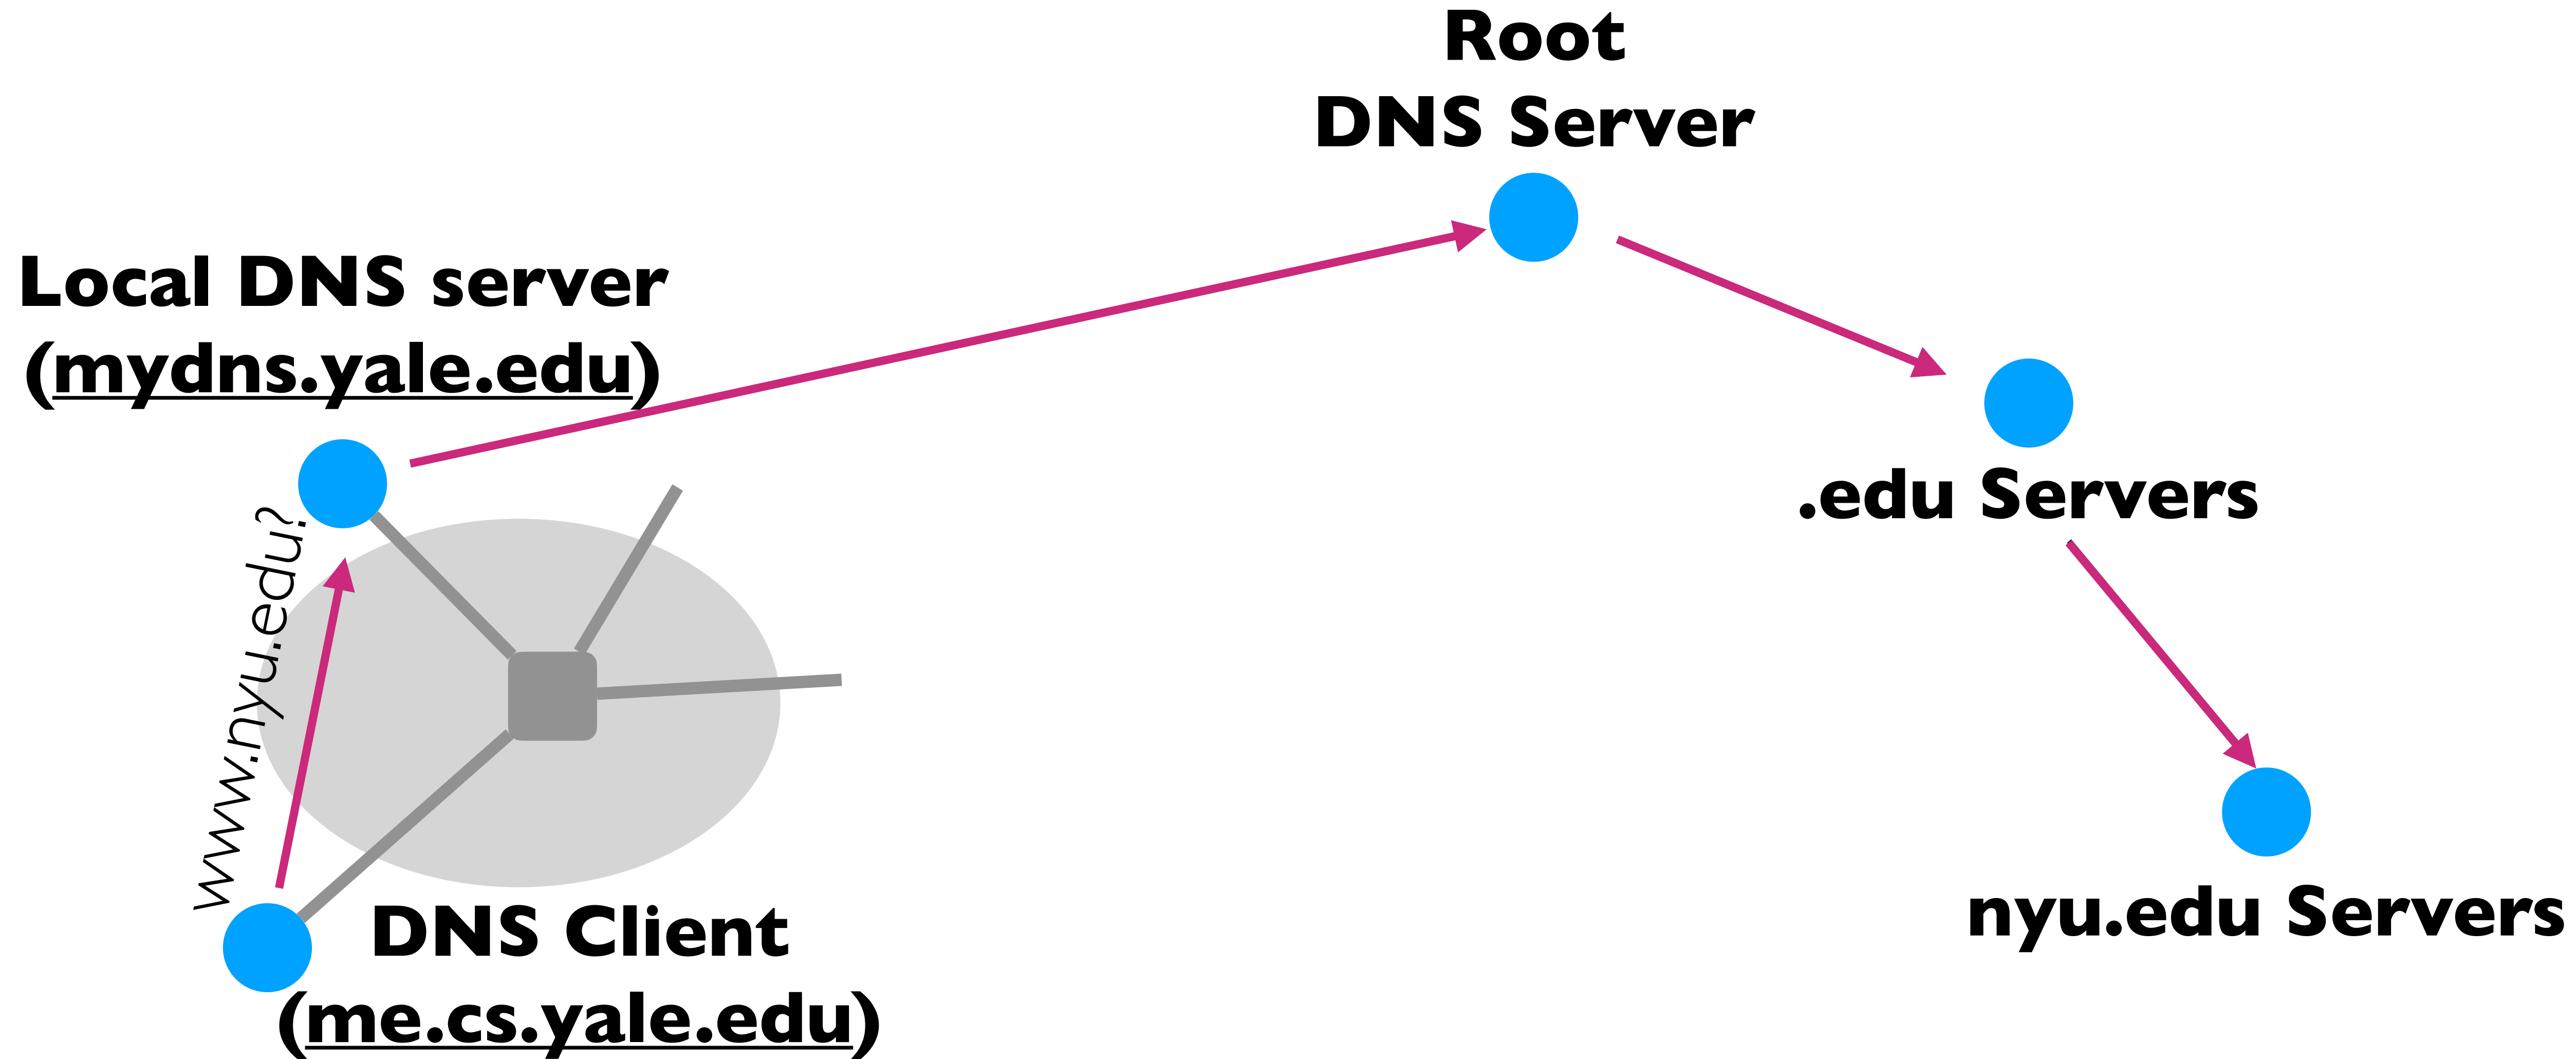 Root
DNS Server
Local DNS server
(mydns.yale.edu)
.edu Servers
www.nyu.edu?
nyu.edu Servers
DNS Client
(me.cs.yale.edu)